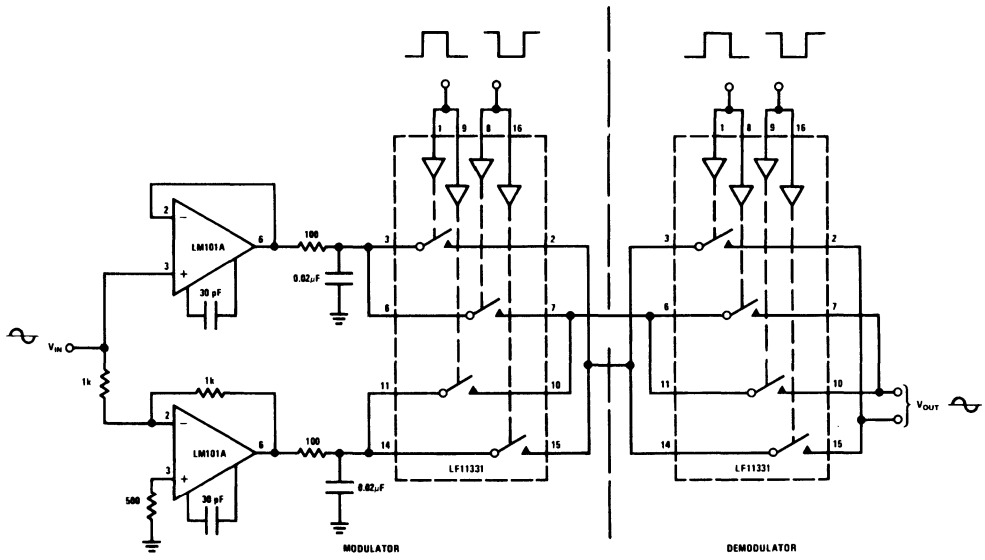 1 9 8 16
1 8 9 16
2
LM101A
6
3
30 pF
100
0.02µF
3
2
3
2
6
7
6
7
VIN
1k
1k
11
10
11
10
VOUT
2
LM101A
6
3
30 pF
500
100
0.02µF
14
15
LF11331
14
15
LF11331
MODULATOR
DEMODULATOR